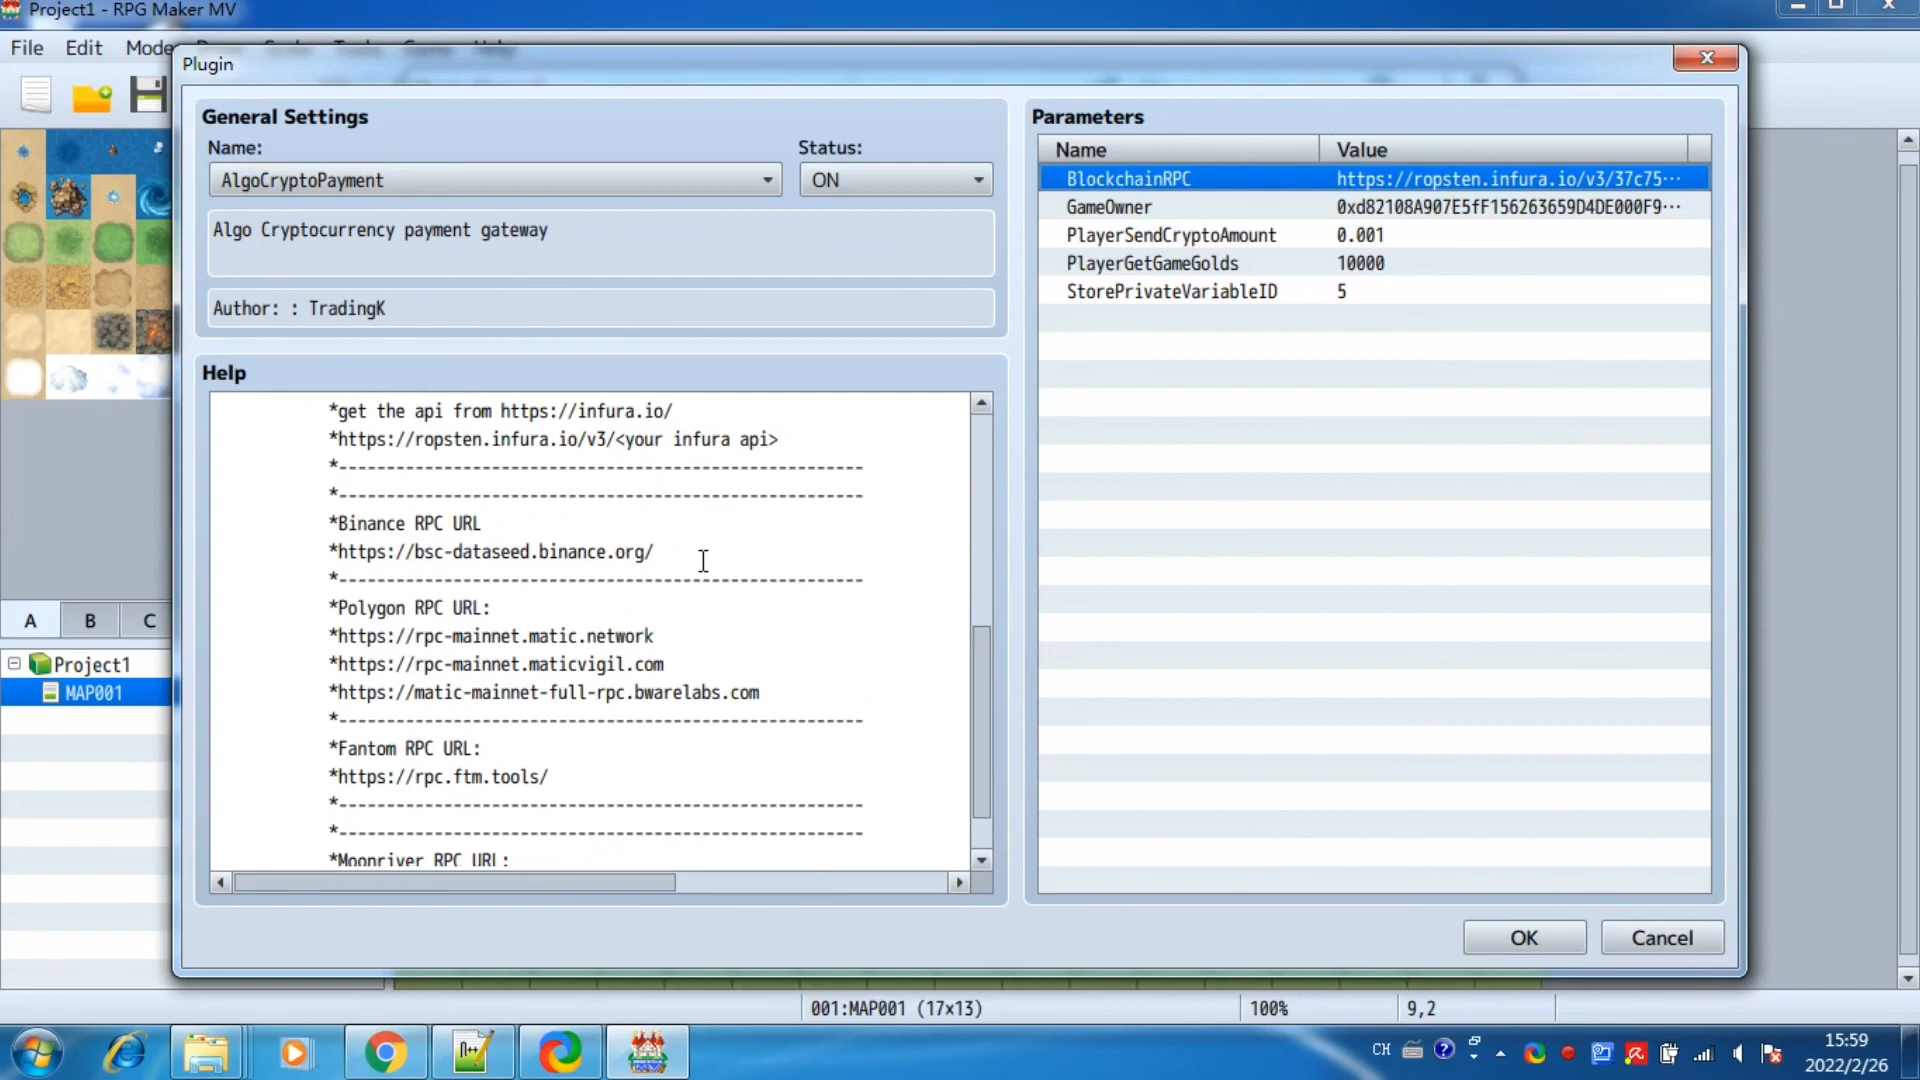 Project1 - RPG Maker MV
File Edit Mode
Plugin
General Settings
Name:
Status:
AlgoCryptoPayment
ON
Algo Cryptocurrency payment gateway
Author: : TradingK
Help
*get the api from https://infura.io/
*https://ropsten.infura.io/v3/<your infura api>
*-------------------------------------------------------
*-------------------------------------------------------
*Binance RPC URL
*https://bsc-dataseed.binance.org/
*-------------------------------------------------------
*Polygon RPC URL:
*https://rpc-mainnet.matic.network
*https://rpc-mainnet.maticvigil.com
*https://matic-mainnet-full-rpc.bwarelabs.com
*-------------------------------------------------------
*Fantom RPC URL:
*https://rpc.ftm.tools/
*-------------------------------------------------------
*-------------------------------------------------------
*Moonriver RPC URL:
Parameters
Name Value
BlockchainRPC https://ropsten.infura.io/v3/37c75···
GameOwner 0xd82108A907E5fF156263659D4DE000F9···
PlayerSendCryptoAmount 0.001
PlayerGetGameGolds 10000
StorePrivateVariableID 5
OK
Cancel
A B C
Project1
MAP001
001:MAP001 (17x13)
100%
9,2
CH
15:59
2022/2/26